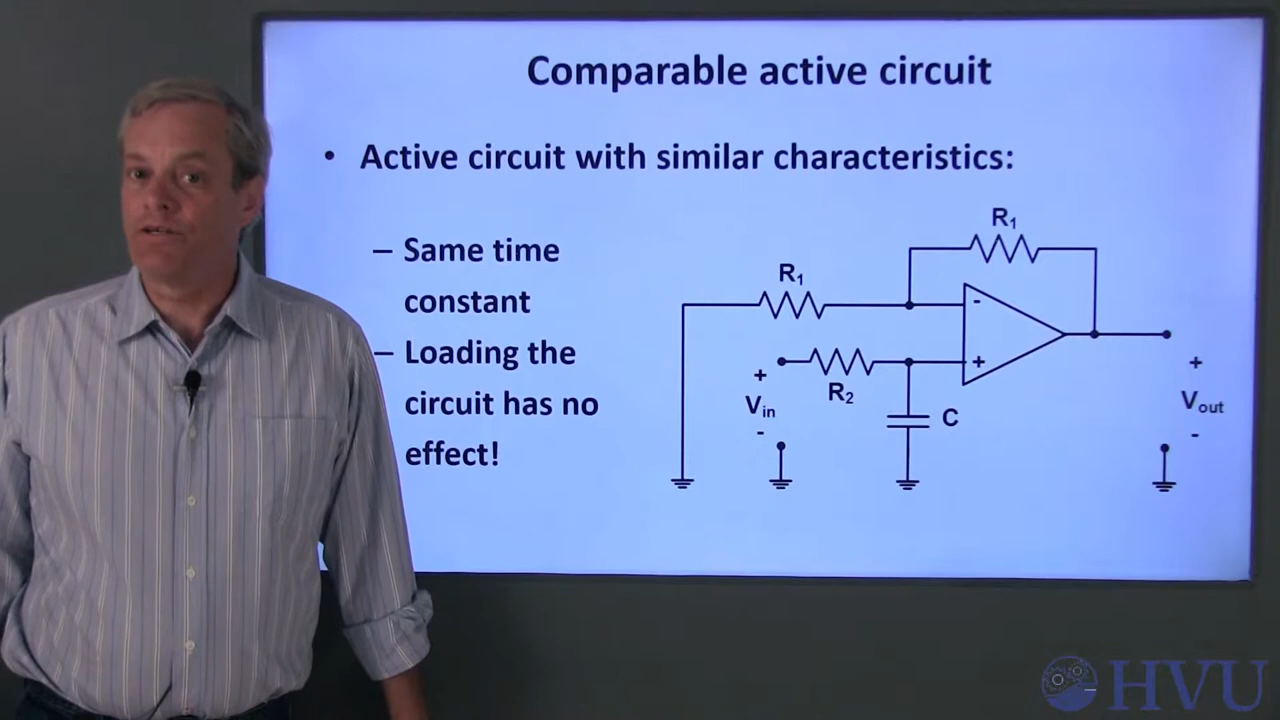 Comparable active circuit
• Active circuit with similar characteristics:
– Same time
constant
– Loading the
circuit has no
effect!
R1
R1
-
+
R2
+
Vin
-
C
+
Vout
-
HVU